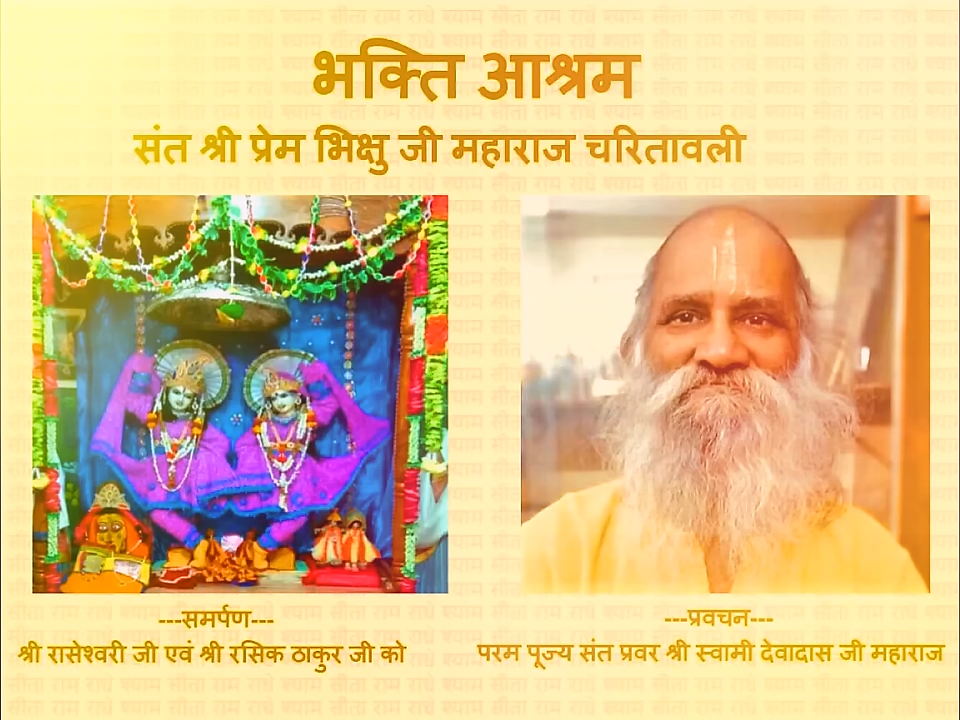 भक्ति आश्रम
संत श्री प्रेम भिक्षु जी महाराज चरितावली
---समर्पण---
श्री रासेश्वरी जी एवं श्री रसिक ठाकुर जी को
---प्रवचन---
परम पूज्य संत प्रवर श्री स्वामी देवादास जी महाराज